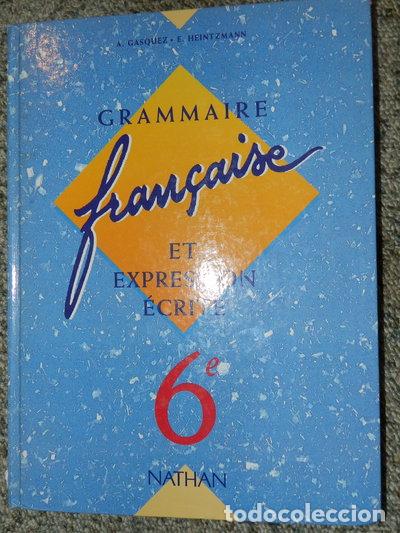 A. GASQUEZ • E. HEINTZMANN
GRAMMAIRE
française
ET
EXPRESSION
ÉCRITE
6e
NATHAN
todocoleccion